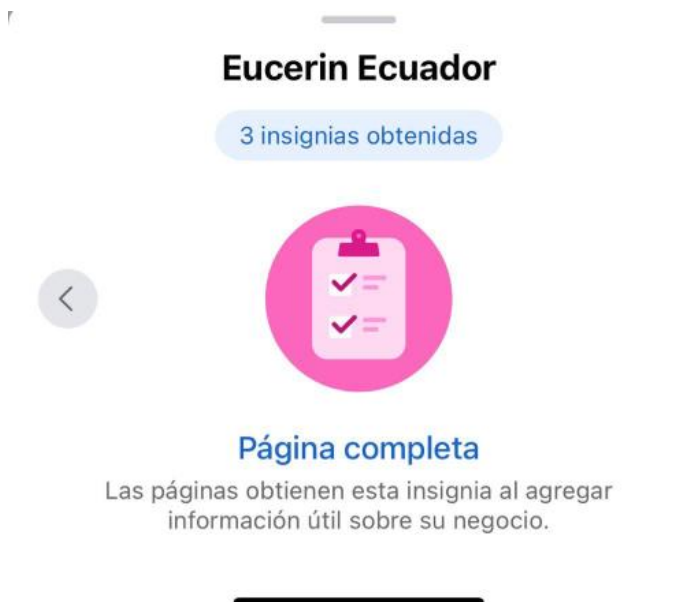 Eucerin Ecuador
3 insignias obtenidas
Página completa
Las páginas obtienen esta insignia al agregar
información útil sobre su negocio.